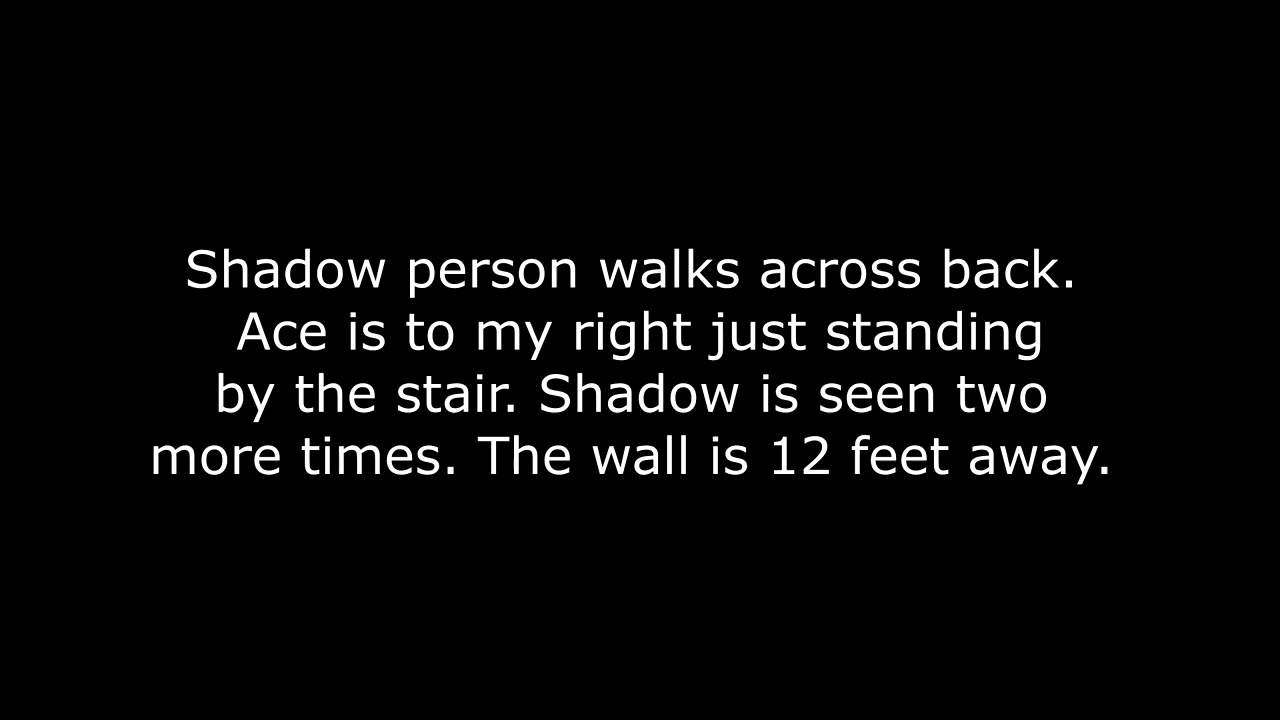 Shadow person walks across back.
Ace is to my right just standing
by the stair. Shadow is seen two
more times. The wall is 12 feet away.